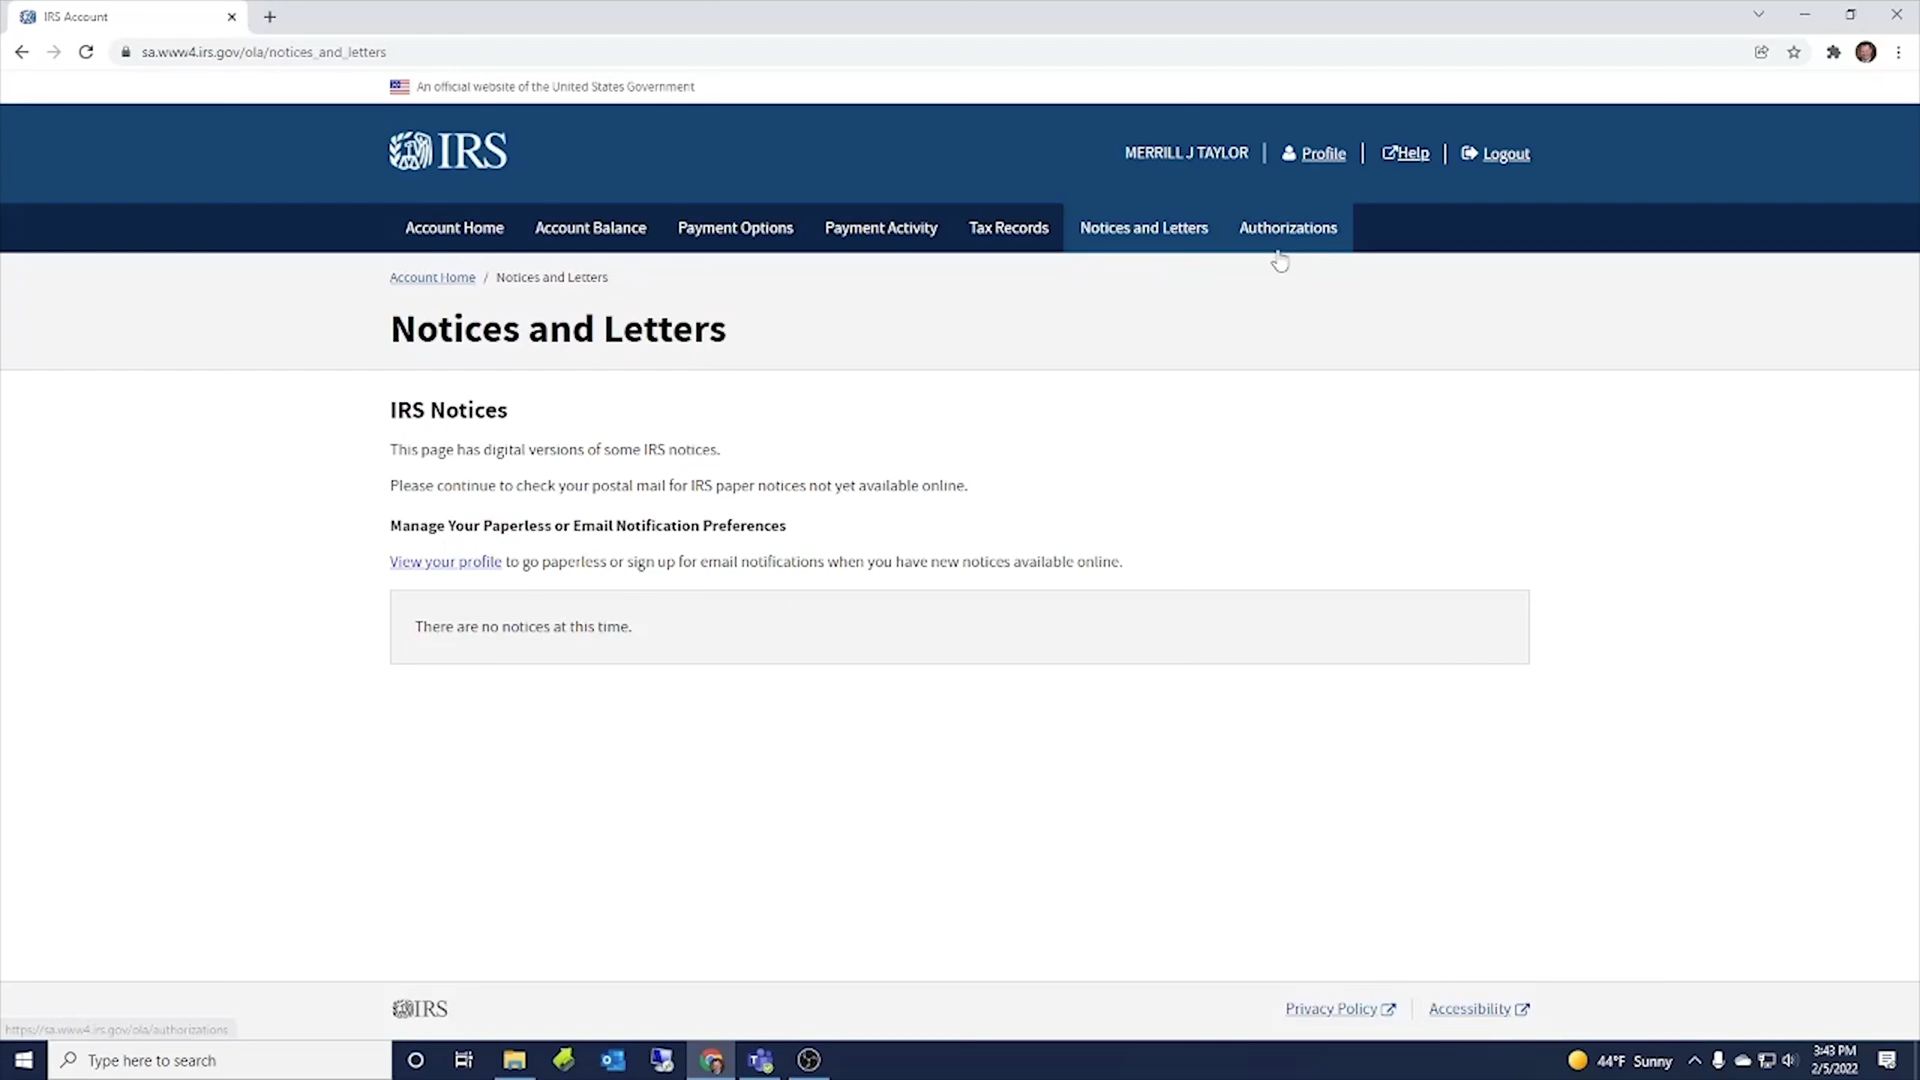 IRS Account
sa.www4.irs.gov/ola/notices_and_letters
An official website of the United States Government
IRS
MERRILL J TAYLOR
Profile
Help
Logout
Account Home
Account Balance
Payment Options
Payment Activity
Tax Records
Notices and Letters
Authorizations
Account Home / Notices and Letters
Notices and Letters
IRS Notices
This page has digital versions of some IRS notices.
Please continue to check your postal mail for IRS paper notices not yet available online.
Manage Your Paperless or Email Notification Preferences
View your profile to go paperless or sign up for email notifications when you have new notices available online.
There are no notices at this time.
IRS
Privacy Policy
Accessibility
https://sa.www4.irs.gov/ola/authorizations
Type here to search
44°F Sunny
3:43 PM
2/5/2022